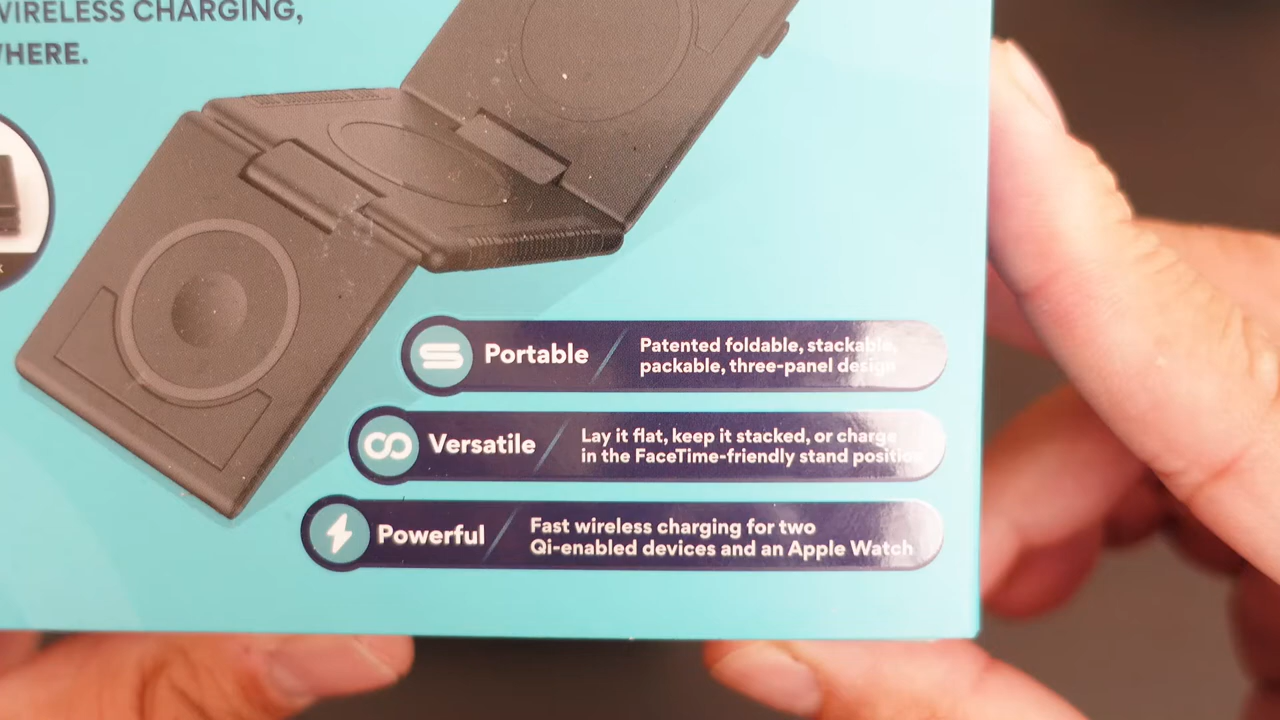 WIRELESS CHARGING,
Portable
Patented foldable, stackable,
packable, three-panel design
Versatile
Lay it flat, keep it stacked, or charge
in the FaceTime-friendly stand position
Powerful
Fast wireless charging for two
Qi-enabled devices and an Apple Watch